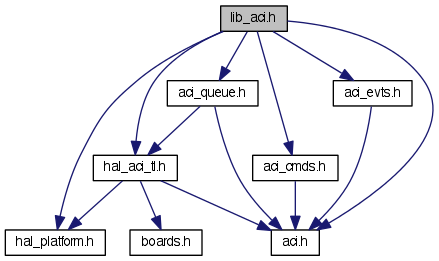 lib_aci.h
aci_queue.h
aci_evts.h
hal_aci_tl.h
aci_cmds.h
hal_platform.h
boards.h
aci.h